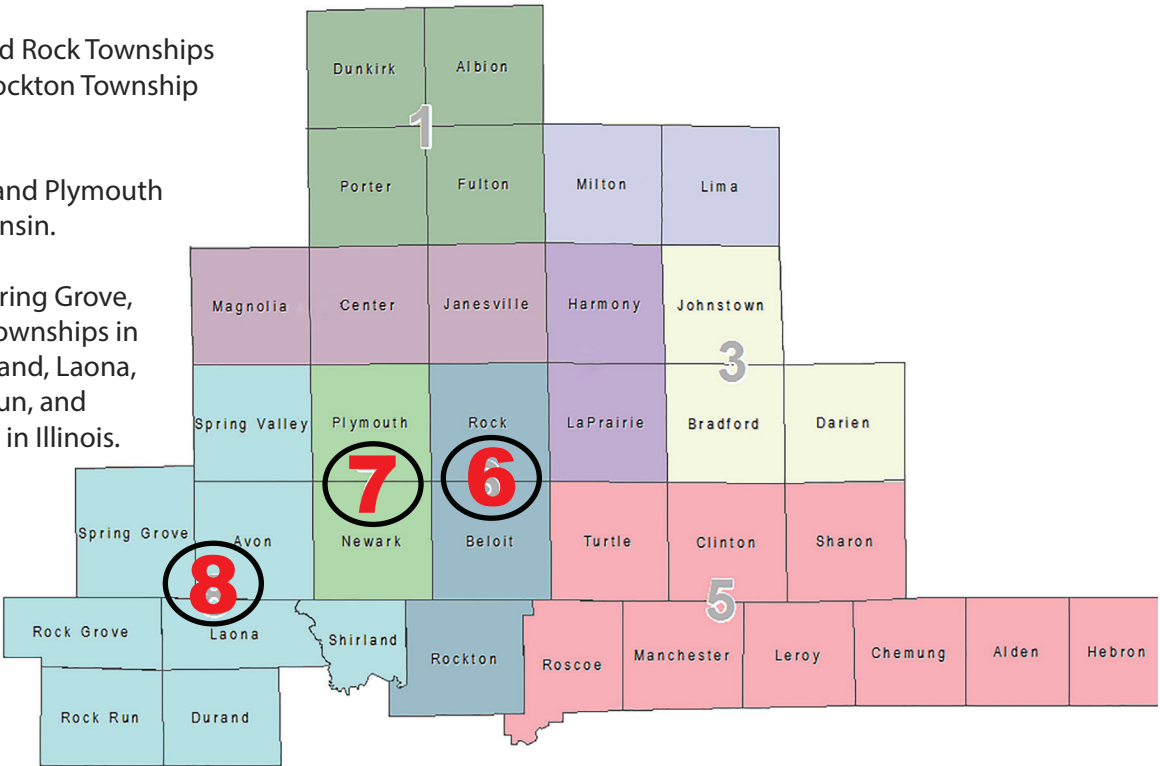 d Rock Townships
ockton Township
and Plymouth
nsin.
ring Grove,
ownships in
and, Laona,
un, and
in Illinois.
Dunkirk Albion
1
Porter Fulton Milton Lima
Magnolia Center Janesville Harmony Johnstown
3
Spring Valley Plymouth Rock LaPrairie Bradford Darien
7 6
Spring Grove Avon Newark Beloit Turtle Clinton Sharon
8 5
Rock Grove Laona Shirland Rockton Roscoe Manchester Leroy Chemung Alden Hebron
Rock Run Durand